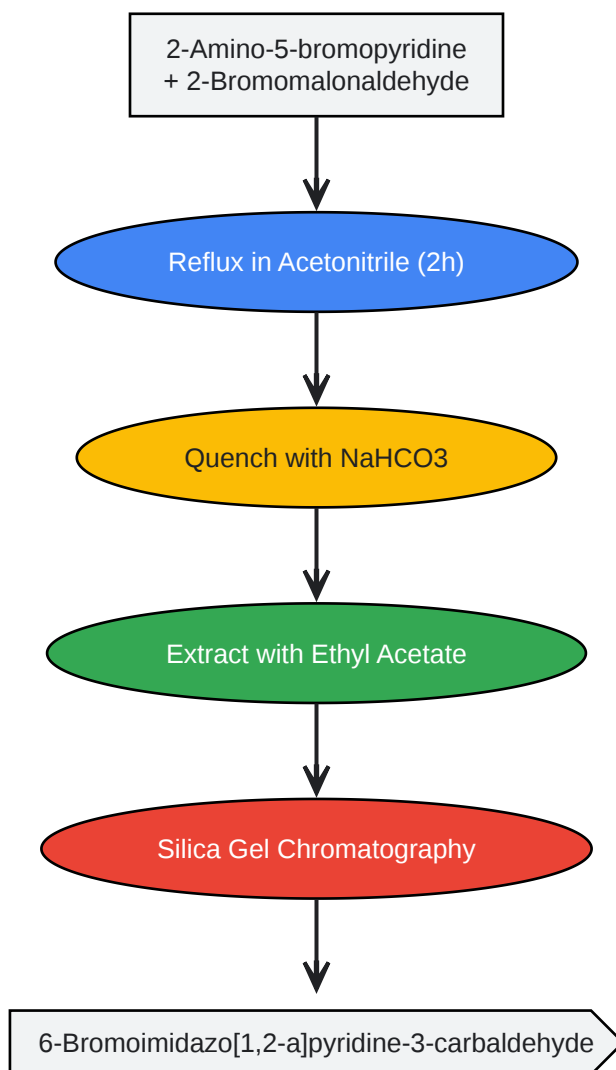 2-Amino-5-bromopyridine
+ 2-Bromomalonaldehyde
Reflux in Acetonitrile (2h)
Quench with NaHCO3
Extract with Ethyl Acetate
Silica Gel Chromatography
6-Bromoimidazo[1,2-a]pyridine-3-carbaldehyde